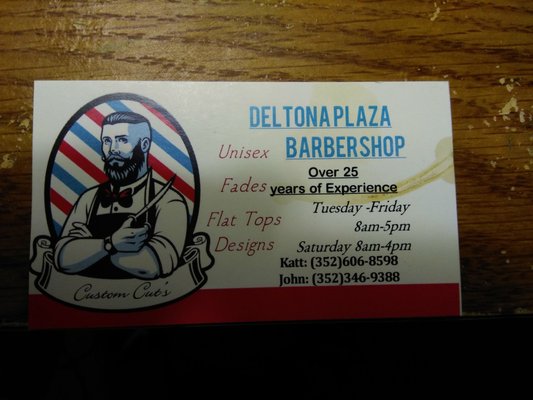 DELTONA PLAZA
BARBERSHOP
Unisex
Fades
Flat Tops
Designs
Over 25
years of Experience
Tuesday -Friday
8am-5pm
Saturday 8am-4pm
Katt: (352)606-8598
John: (352)346-9388
Custom Cut's